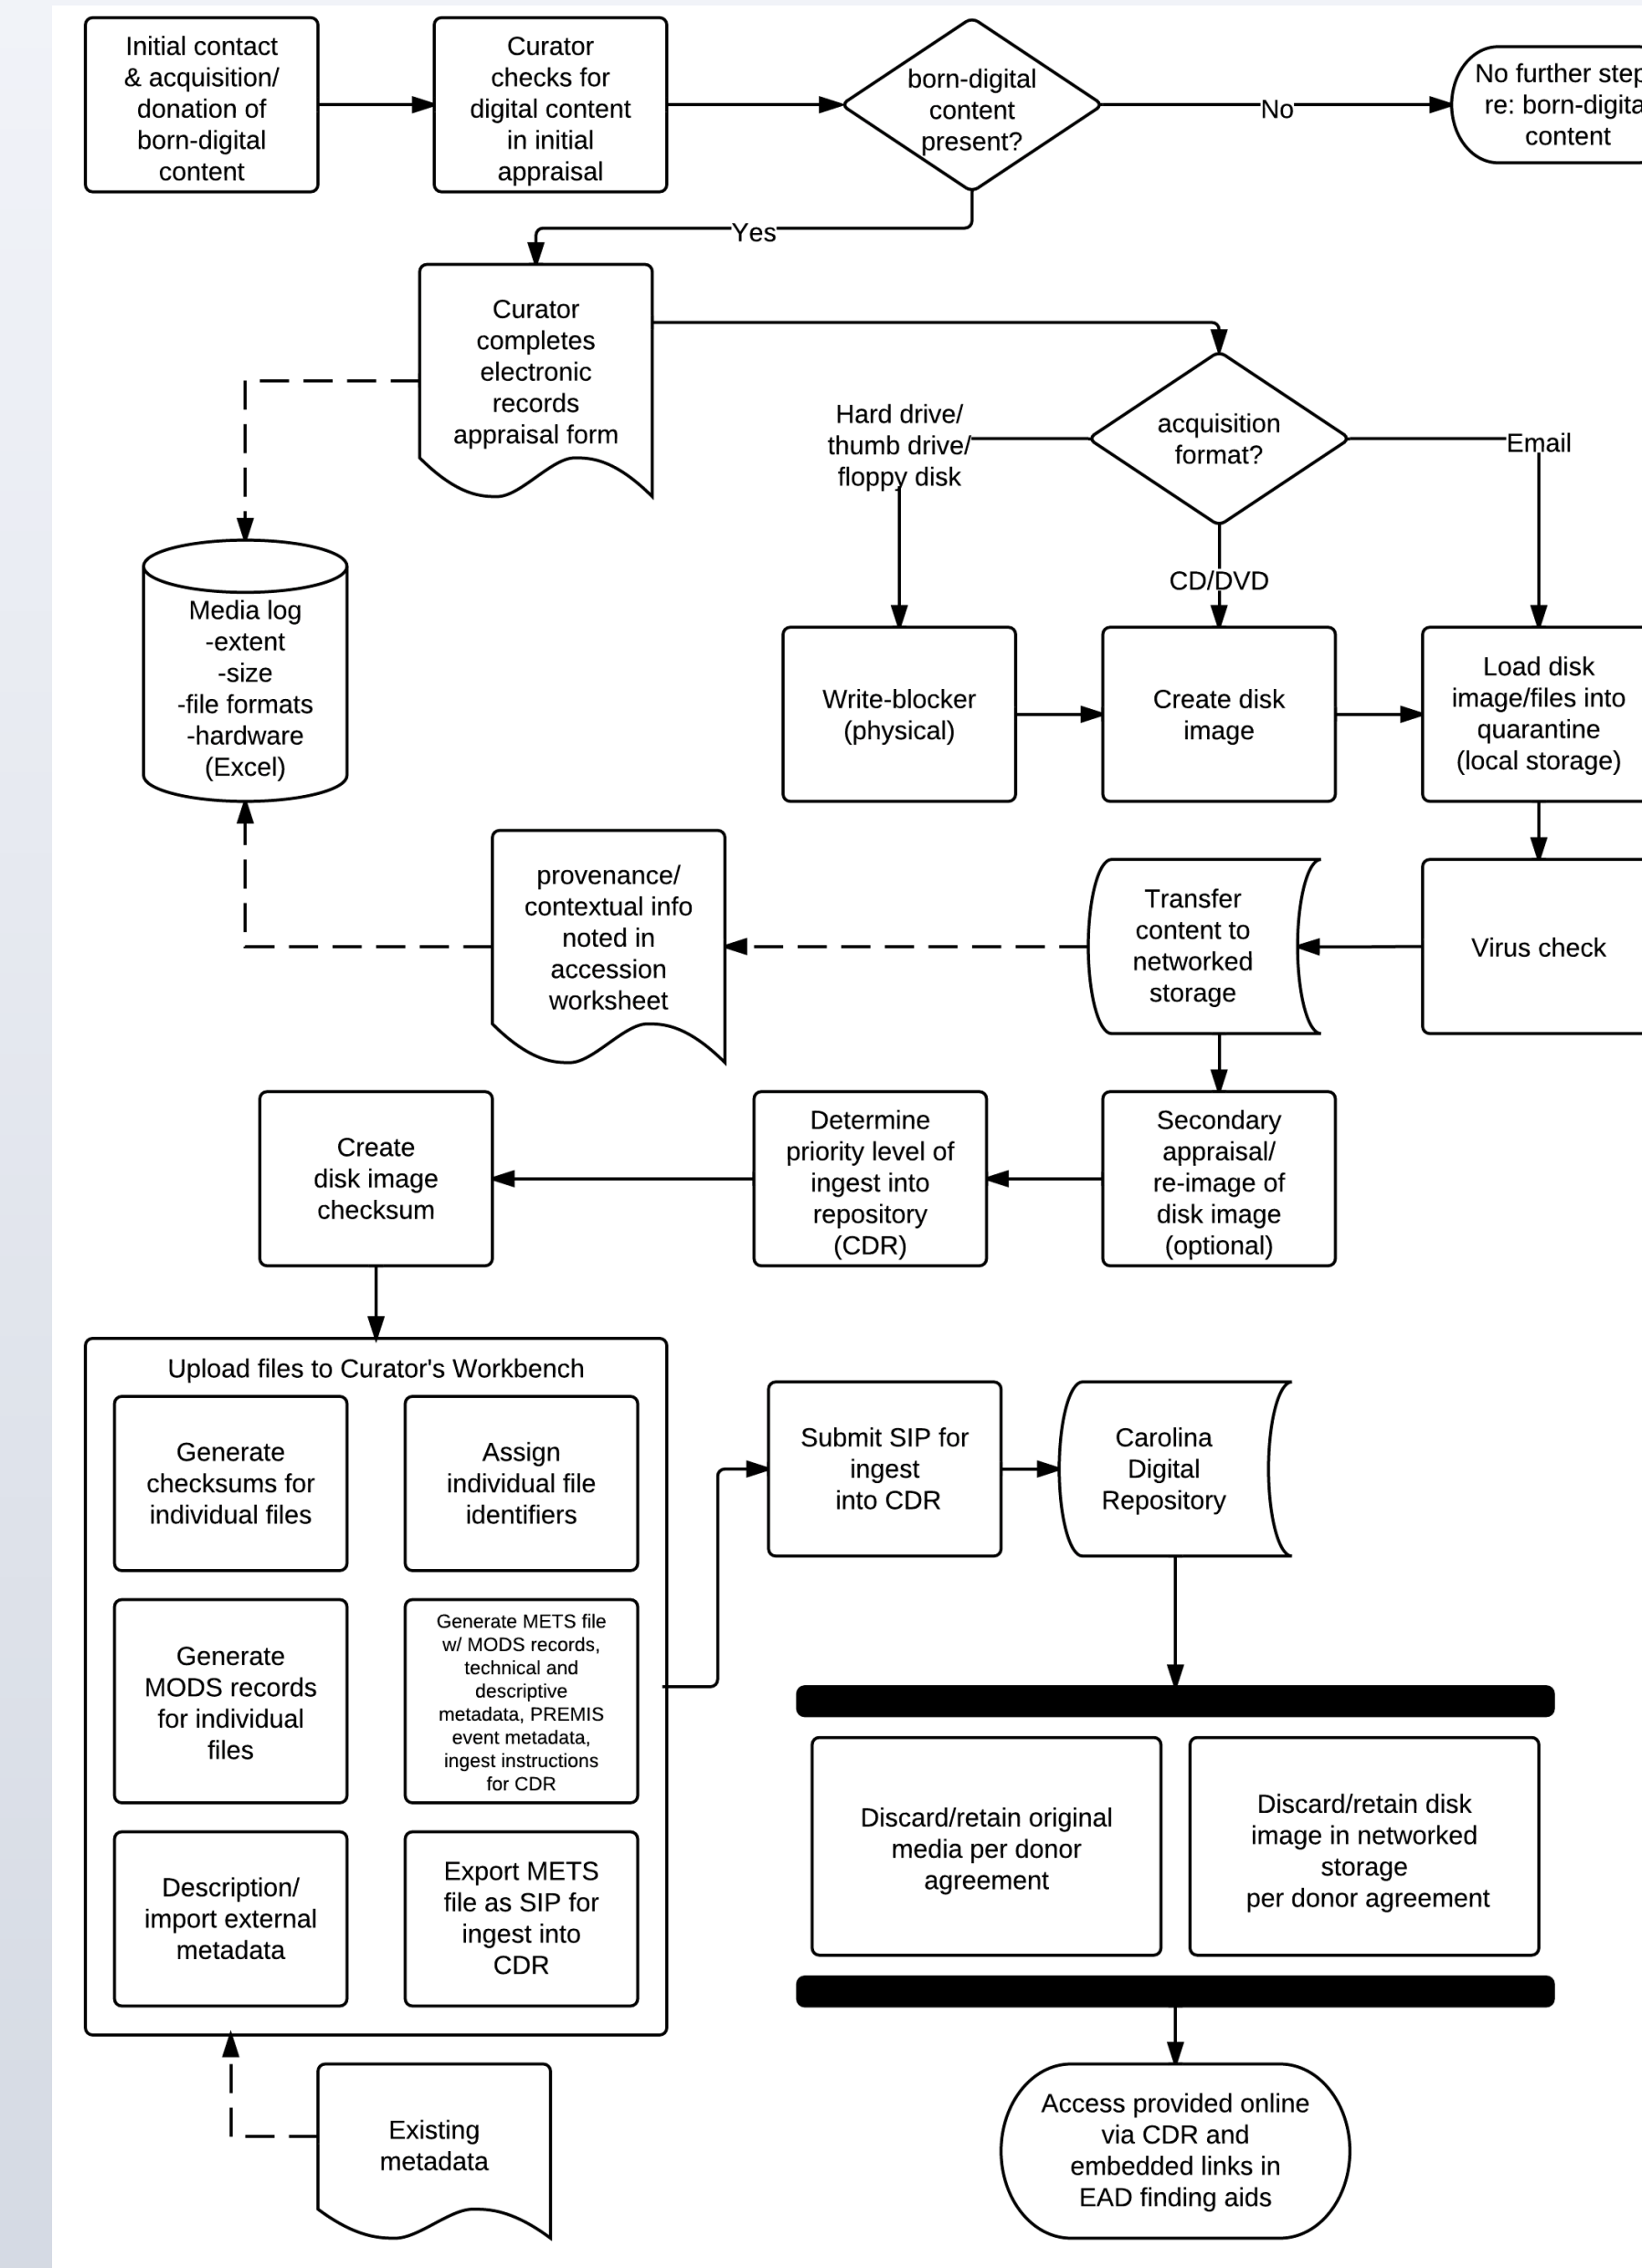 Initial contact
& acquisition/
donation of
born-digital
content
Curator
checks for
digital content
in initial
appraisal
born-digital
content
present?
No
No further step
re: born-digita
content
Yes
Curator
completes
electronic
records
appraisal form
acquisition
format?
Hard drive/
thumb drive/
floppy disk
CD/DVD
Email
Media log
-extent
-size
-file formats
-hardware
(Excel)
Write-blocker
(physical)
Create disk
image
Load disk
image/files into
quarantine
(local storage)
provenance/
contextual info
noted in
accession
worksheet
Transfer
content to
networked
storage
Virus check
Create
disk image
checksum
Determine
priority level of
ingest into
repository
(CDR)
Secondary
appraisal/
re-image of
disk image
(optional)
Upload files to Curator's Workbench
Generate
checksums for
individual files
Assign
individual file
identifiers
Generate
MODS records
for individual
files
Generate METS file
w/ MODS records,
technical and
descriptive
metadata, PREMIS
event metadata,
ingest instructions
for CDR
Description/
import external
metadata
Export METS
file as SIP for
ingest into
CDR
Submit SIP for
ingest
into CDR
Carolina
Digital
Repository
Discard/retain original
media per donor
agreement
Discard/retain disk
image in networked
storage
per donor agreement
Existing
metadata
Access provided online
via CDR and
embedded links in
EAD finding aids